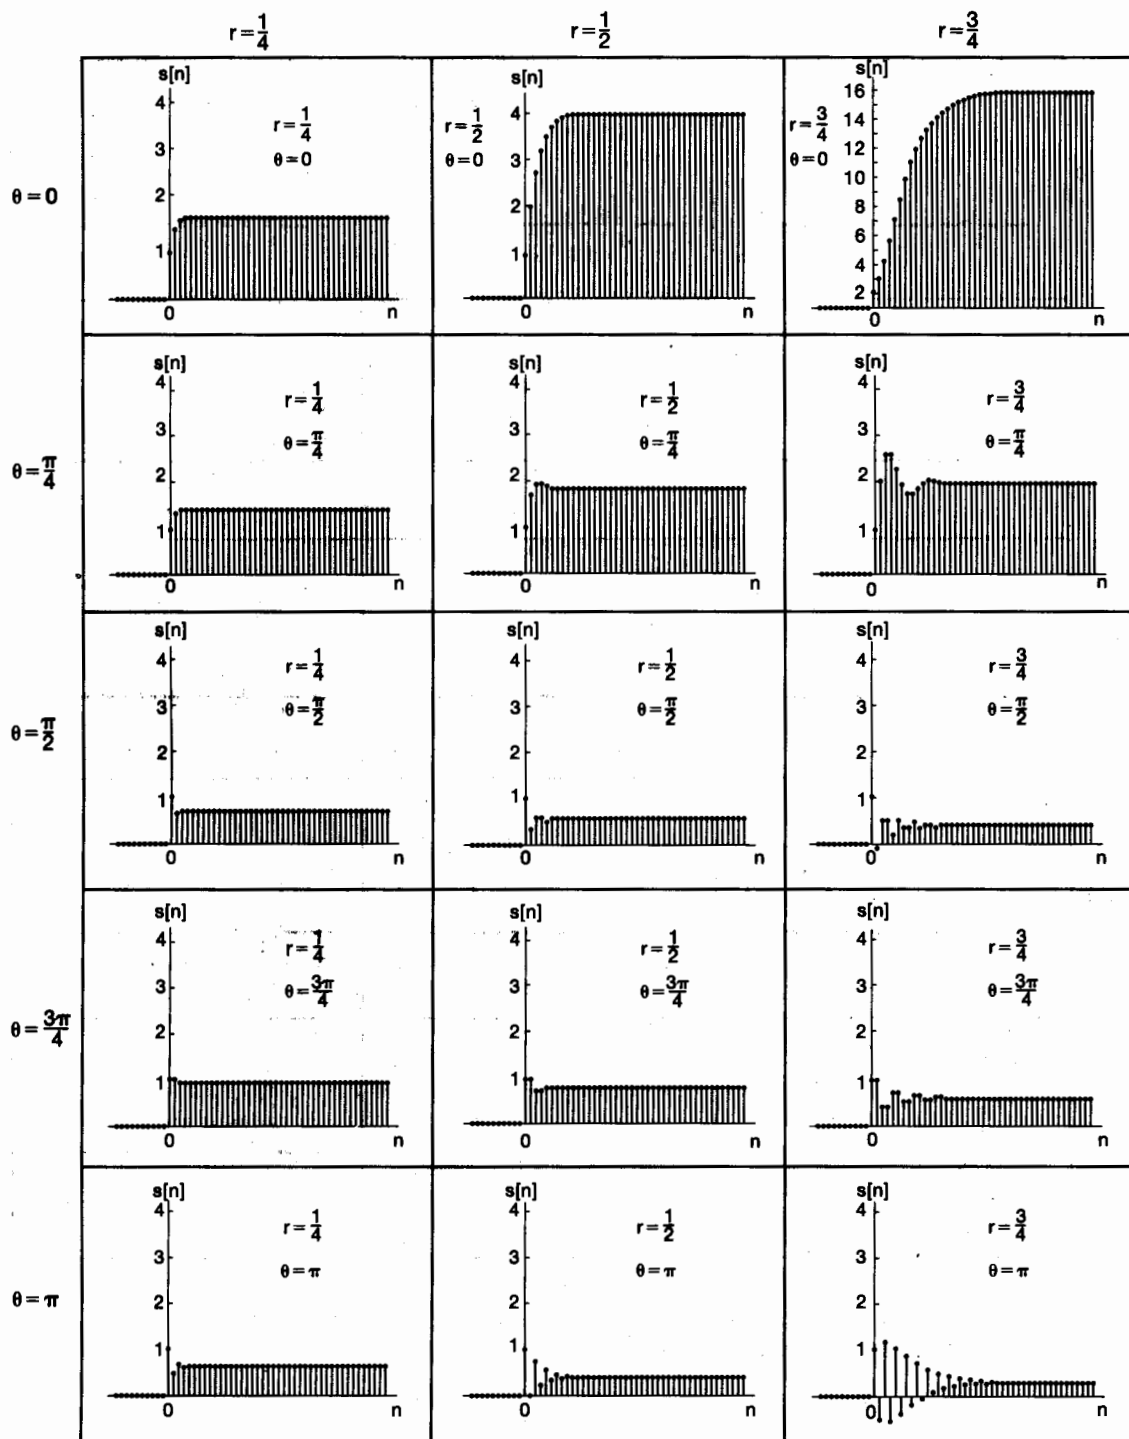 r = 1/4 r = 1/2 r = 3/4
θ = 0
s[n]
4
3
2
1
0
n
r = 1/4
θ = 0
s[n]
4
3
2
1
0
n
r = 1/2
θ = 0
s[n]
16
14
12
10
8
6
4
2
0
n
r = 3/4
θ = 0
θ = π/4
s[n]
4
3
2
1
0
n
r = 1/4
θ = π/4
s[n]
4
3
2
1
0
n
r = 1/2
θ = π/4
s[n]
4
3
2
1
0
n
r = 3/4
θ = π/4
θ = π/2
s[n]
4
3
2
1
0
n
r = 1/4
θ = π/2
s[n]
4
3
2
1
0
n
r = 1/2
θ = π/2
s[n]
4
3
2
1
0
n
r = 3/4
θ = π/2
θ = 3π/4
s[n]
4
3
2
1
0
n
r = 1/4
θ = 3π/4
s[n]
4
3
2
1
0
n
r = 1/2
θ = 3π/4
s[n]
4
3
2
1
0
n
r = 3/4
θ = 3π/4
θ = π
s[n]
4
3
2
1
0
n
r = 1/4
θ = π
s[n]
4
3
2
1
0
n
r = 1/2
θ = π
s[n]
4
3
2
1
0
n
r = 3/4
θ = π